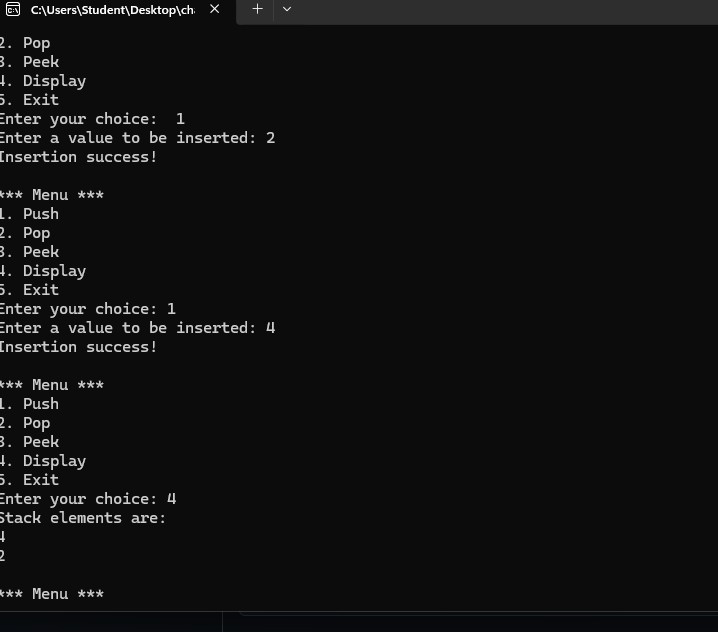 C:\Users\Student\Desktop\ch
2. Pop
3. Peek
4. Display
5. Exit
Enter your choice:  1
Enter a value to be inserted: 2
Insertion success!
*** Menu ***
1. Push
2. Pop
3. Peek
4. Display
5. Exit
Enter your choice: 1
Enter a value to be inserted: 4
Insertion success!
*** Menu ***
1. Push
2. Pop
3. Peek
4. Display
5. Exit
Enter your choice: 4
Stack elements are:
4
2
*** Menu ***